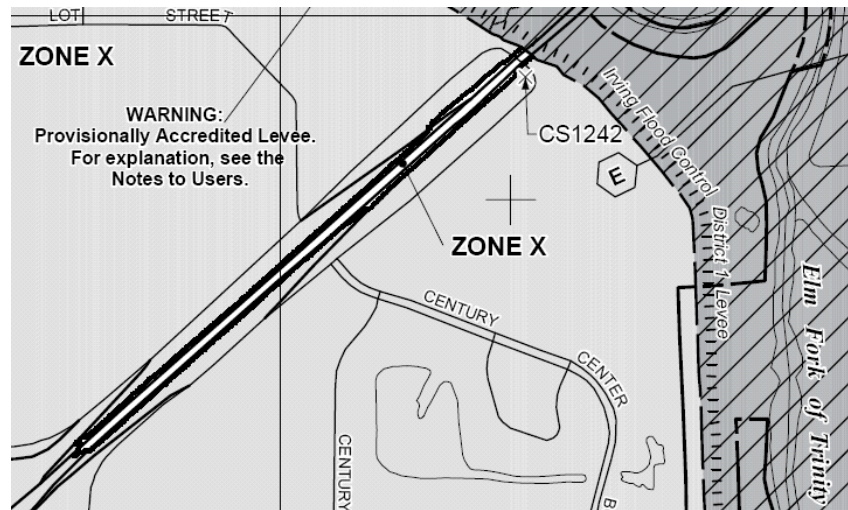 LOT STREET
ZONE X
WARNING:
Provisionally Accredited Levee.
For explanation, see the
Notes to Users.
CS1242
Irving Flood Control
District 1 Levee
E
ZONE X
Elm Fork of Trinity
CENTURY
CENTER
CENTURY
B